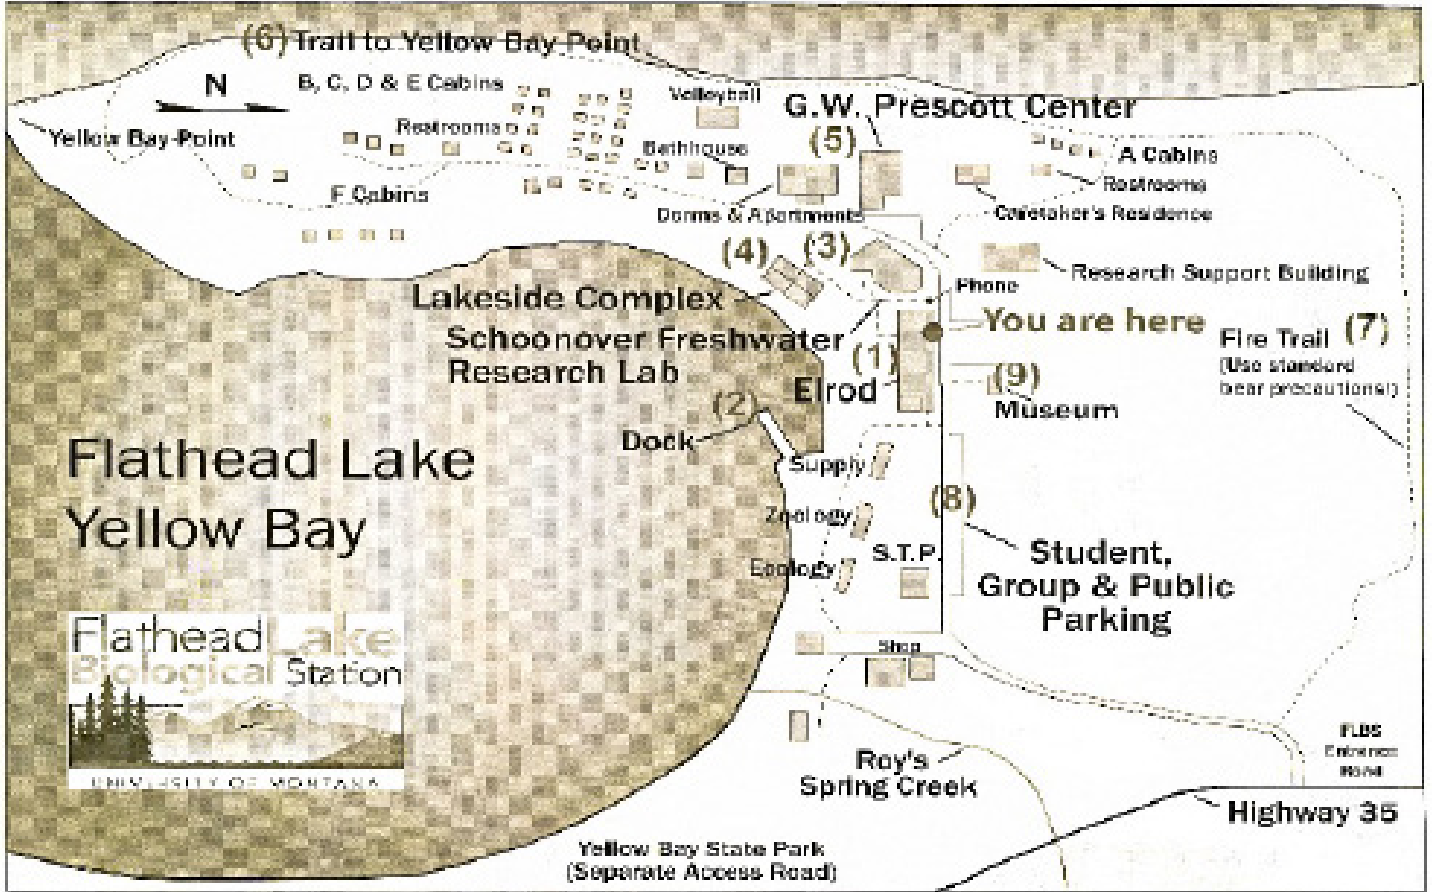 (6) Trail to Yellow Bay Point
N
B, C, D & E Cabins
Volleyball
G.W. Prescott Center
(5)
Yellow Bay Point
Restrooms
Bathhouse
A Cabins
Restrooms
F Cabins
Dorms & Apartments
Caretaker's Residence
(4)
(3)
Research Support Building
Phone
Lakeside Complex
You are here
Schoonover Freshwater
Research Lab
(1)
Elrod
Fire Trail (7)
(Use standard
bear precautions!)
(9)
Museum
(2)
Dock
Supply
Flathead Lake
Yellow Bay
(8)
Zoology
S.T.P.
Ecology
Student,
Group & Public
Parking
Shop
Flathead Lake
Biological Station
UNIVERSITY OF MONTANA
FLBS
Entrance
Road
Roy's
Spring Creek
Highway 35
Yellow Bay State Park
(Separate Access Road)